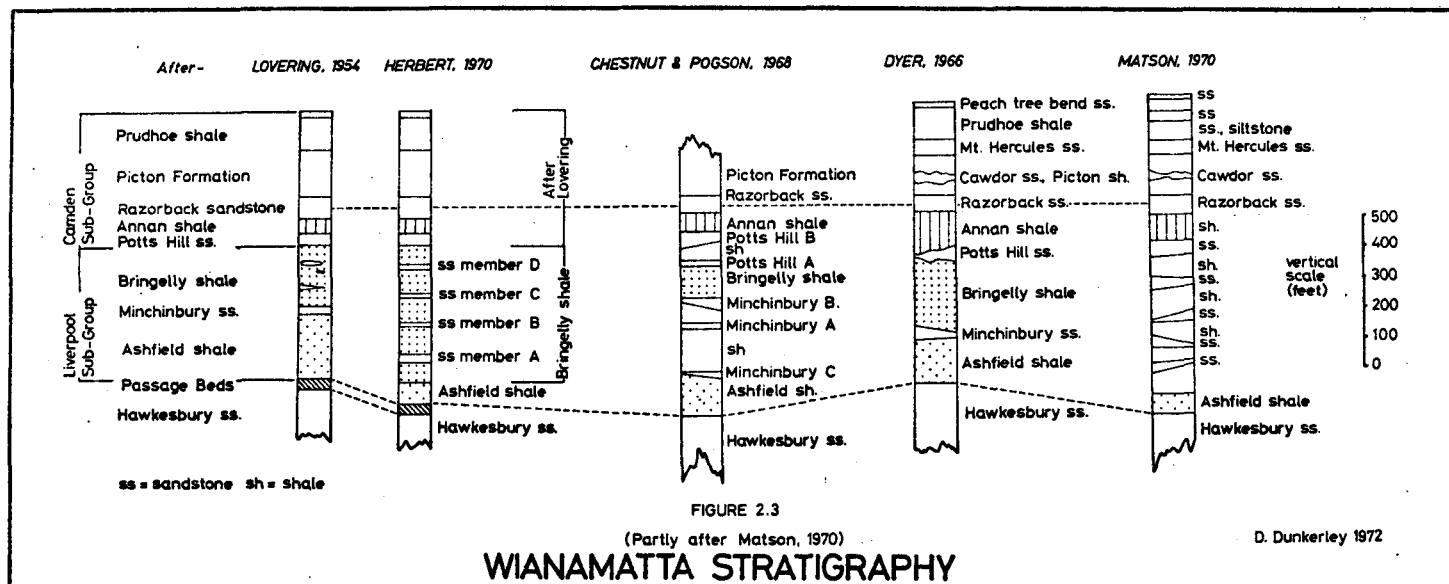 After- LOVERING, 1954 HERBERT, 1970 CHESTNUT & POGSON, 1968 DYER, 1966 MATSON, 1970
Camden Sub-Group
Liverpool Sub-Group
Prudhoe shale
Picton Formation
Razorback sandstone
Annan shale
Potts Hill ss.
Bringelly shale
Minchinbury ss.
Ashfield shale
Passage Beds
Hawkesbury ss.
After Lovering
Bringelly shale
ss member D
ss member C
ss member B
ss member A
Ashfield shale
Hawkesbury ss.
Picton Formation
Razorback ss.
Annan shale
Potts Hill B
sh
Potts Hill A
Bringelly shale
Minchinbury B.
Minchinbury A
sh
Minchinbury C
Ashfield sh.
Hawkesbury ss.
Peach tree bend ss.
Prudhoe shale
Mt. Hercules ss.
Cawdor ss., Picton sh.
Razorback ss.
Annan shale
Potts Hill ss.
Bringelly shale
Minchinbury ss.
Ashfield shale
Hawkesbury ss.
ss
ss
ss., siltstone
Mt. Hercules ss.
Cawdor ss.
Razorback ss.
sh.
ss.
sh.
ss.
sh.
ss.
sh.
ss.
ss.
Ashfield shale
Hawkesbury ss.
vertical
scale
(feet)
500
400
300
200
100
0
ss = sandstone sh = shale
FIGURE 2.3
(Partly after Matson, 1970)
WIANAMATTA STRATIGRAPHY
D. Dunkerley 1972